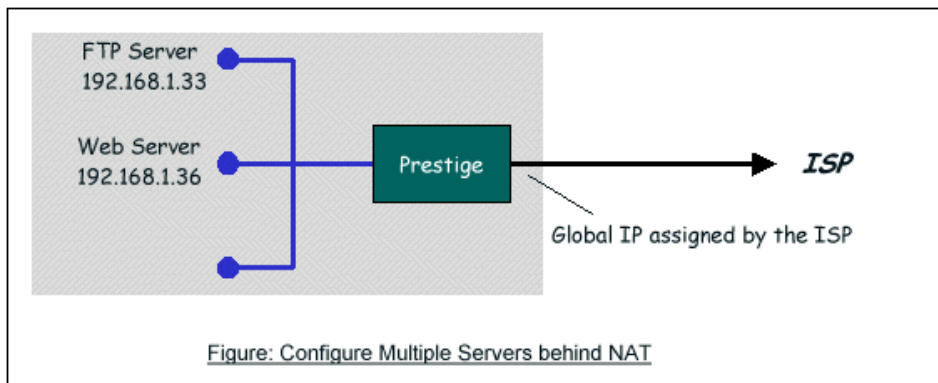 FTP Server
192.168.1.33
Web Server
192.168.1.36
Prestige
ISP
Global IP assigned by the ISP
Figure: Configure Multiple Servers behind NAT